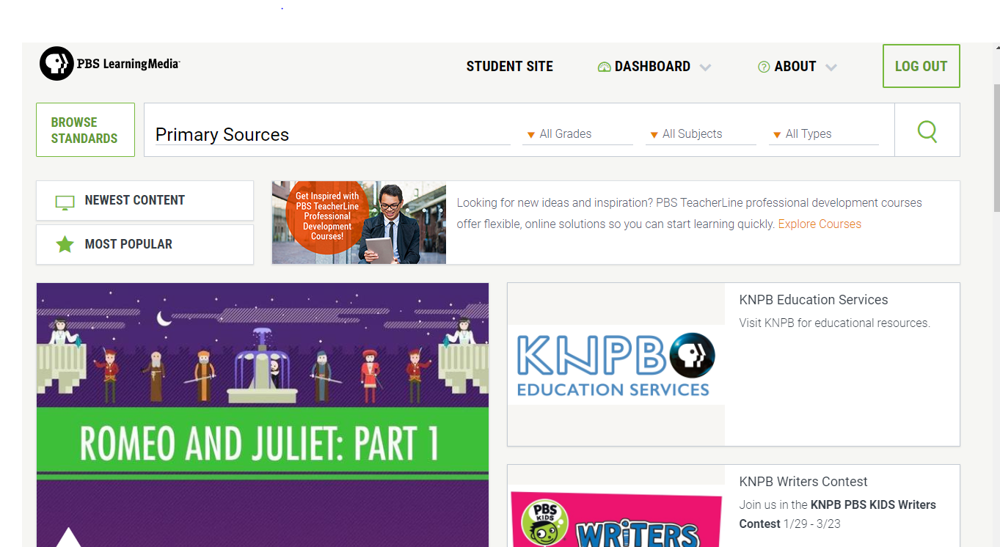 PBS LearningMedia
STUDENT SITE
DASHBOARD
ABOUT
LOG OUT
BROWSE
STANDARDS
Primary Sources
All Grades
All Subjects
All Types
NEWEST CONTENT
MOST POPULAR
Get Inspired with
PBS TeacherLine
Professional
Development
Courses!
Looking for new ideas and inspiration? PBS TeacherLine professional development courses
offer flexible, online solutions so you can start learning quickly. Explore Courses
ROMEO AND JULIET: PART 1
KNPB
EDUCATION SERVICES
KNPB Education Services
Visit KNPB for educational resources.
PBS
KIDS
WRiTERS
KNPB Writers Contest
Join us in the KNPB PBS KIDS Writers
Contest 1/29 - 3/23